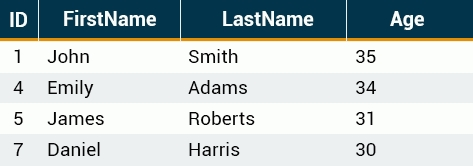 ID FirstName LastName Age
1 John Smith 35
4 Emily Adams 34
5 James Roberts 31
7 Daniel Harris 30